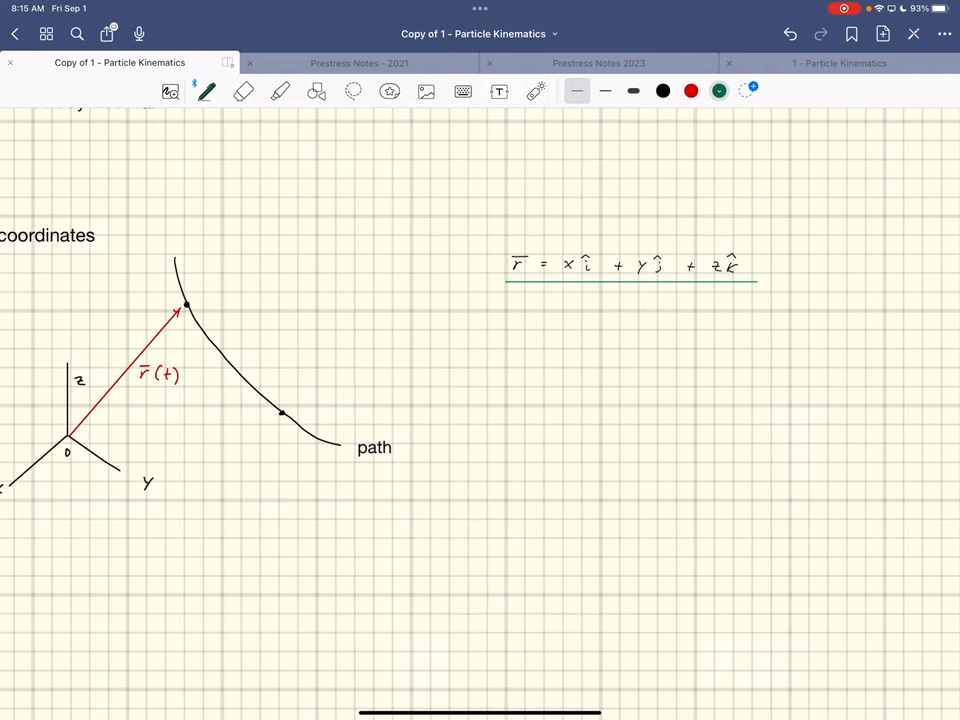 8:15 AM Fri Sep 1
93%
Copy of 1 - Particle Kinematics
Copy of 1 - Particle Kinematics
Prestress Notes - 2021
Prestress Notes 2023
1 - Particle Kinematics
T
coordinates
r̅ = x î + y ĵ + z k̂
r̅(t)
z
0
path
y